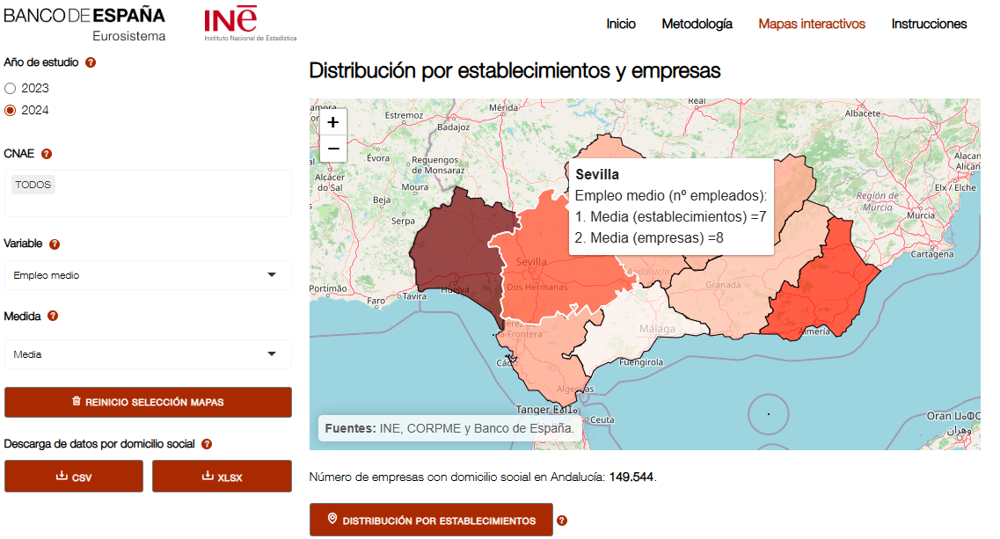 BANCO DE ESPAÑA
Eurosistema
INe
Instituto Nacional de Estadística
Inicio
Metodología
Mapas interactivos
Instrucciones
Año de estudio ?
2023
2024
CNAE ?
TODOS
Variable ?
Empleo medio
Medida ?
Media
REINICIO SELECCIÓN MAPAS
Descarga de datos por domicilio social ?
CSV
XLSX
Distribución por establecimientos y empresas
+
−
Estremoz
Mérida
Badajoz
Real
Albacete
Évora
Reguengos
de Monsaraz
Alcácer
do Sal
Moura
Beja
Serpa
Portimão
Faro
Tavira
Huelva
Sevilla
Dos Hermanas
Jerez de
la Frontera
Algeciras
Málaga
Fuengirola
Granada
Andalucía
Almería
Región de
Murcia
Murcia
Elx / Elche
Cartagena
Ceuta
Oran
وهران
Sevilla
Empleo medio (nº empleados):
1. Media (establecimientos) =7
2. Media (empresas) =8
Fuentes: INE, CORPME y Banco de España.
Número de empresas con domicilio social en Andalucía: 149.544.
DISTRIBUCIÓN POR ESTABLECIMIENTOS ?